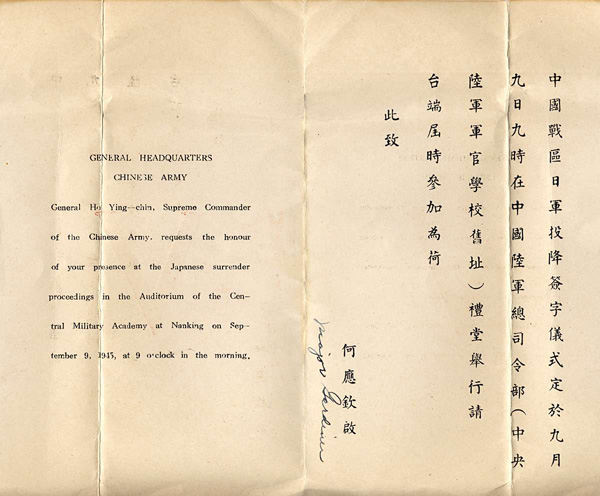 GENERAL HEADQUARTERS
CHINESE ARMY
General Ho Ying--chin, Supreme Commander
of the Chinese Army, requests the honour
of your presence at the Japanese surrender
proceedings in the Auditorium of the Cen-
tral Military Academy at Nanking on Sep-
tember 9, 1945, at 9 o'clock in the morning.
中國戰區日軍投降簽字儀式定於九月
九日九時在中國陸軍總司令部(中央
陸軍軍官學校舊址)禮堂舉行請
台端屆時參加為荷
此致
何應欽啟
Major Gardiner